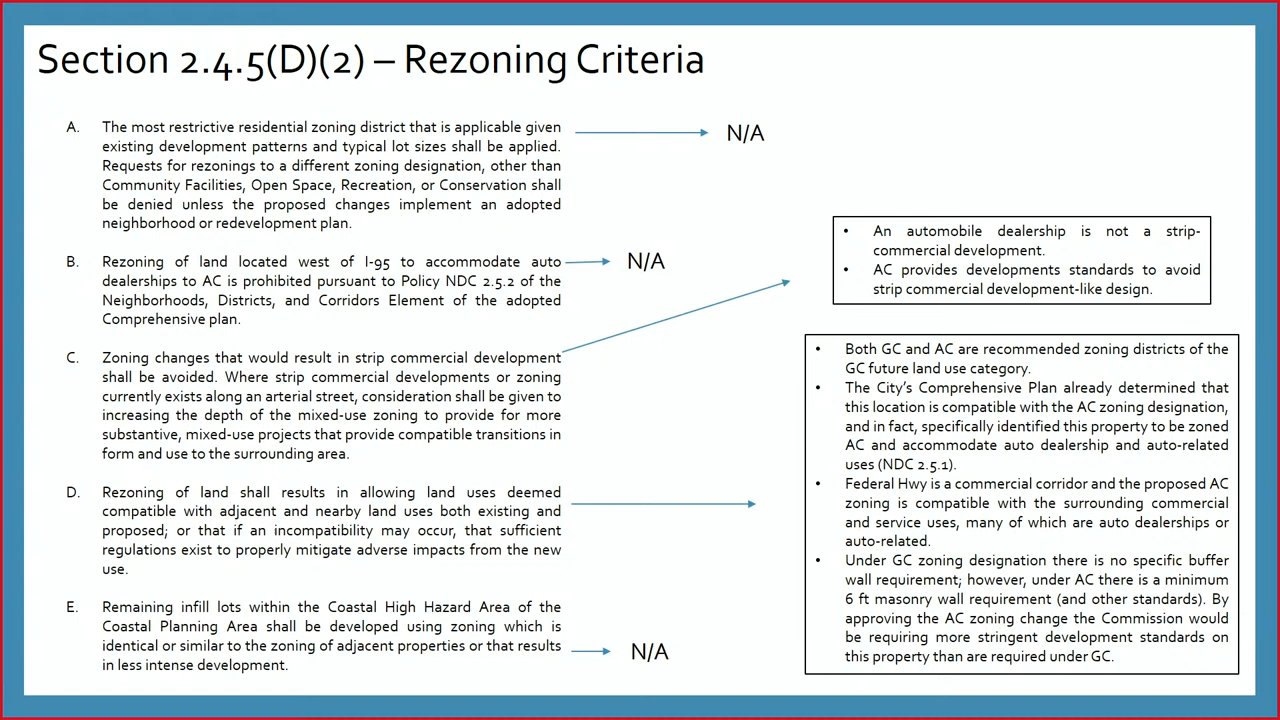 Section 2.4.5(D)(2) – Rezoning Criteria
A. The most restrictive residential zoning district that is applicable given
existing development patterns and typical lot sizes shall be applied.
Requests for rezonings to a different zoning designation, other than
Community Facilities, Open Space, Recreation, or Conservation shall
be denied unless the proposed changes implement an adopted
neighborhood or redevelopment plan.
N/A
B. Rezoning of land located west of I-95 to accommodate auto
dealerships to AC is prohibited pursuant to Policy NDC 2.5.2 of the
Neighborhoods, Districts, and Corridors Element of the adopted
Comprehensive plan.
N/A
C. Zoning changes that would result in strip commercial development
shall be avoided. Where strip commercial developments or zoning
currently exists along an arterial street, consideration shall be given to
increasing the depth of the mixed-use zoning to provide for more
substantive, mixed-use projects that provide compatible transitions in
form and use to the surrounding area.
• An automobile dealership is not a strip-
commercial development.
• AC provides developments standards to avoid
strip commercial development-like design.
D. Rezoning of land shall results in allowing land uses deemed
compatible with adjacent and nearby land uses both existing and
proposed; or that if an incompatibility may occur, that sufficient
regulations exist to properly mitigate adverse impacts from the new
use.
• Both GC and AC are recommended zoning districts of the
GC future land use category.
• The City's Comprehensive Plan already determined that
this location is compatible with the AC zoning designation,
and in fact, specifically identified this property to be zoned
AC and accommodate auto dealership and auto-related
uses (NDC 2.5.1).
• Federal Hwy is a commercial corridor and the proposed AC
zoning is compatible with the surrounding commercial
and service uses, many of which are auto dealerships or
auto-related.
• Under GC zoning designation there is no specific buffer
wall requirement; however, under AC there is a minimum
6 ft masonry wall requirement (and other standards). By
approving the AC zoning change the Commission would
be requiring more stringent development standards on
this property than are required under GC.
E. Remaining infill lots within the Coastal High Hazard Area of the
Coastal Planning Area shall be developed using zoning which is
identical or similar to the zoning of adjacent properties or that results
in less intense development.
N/A